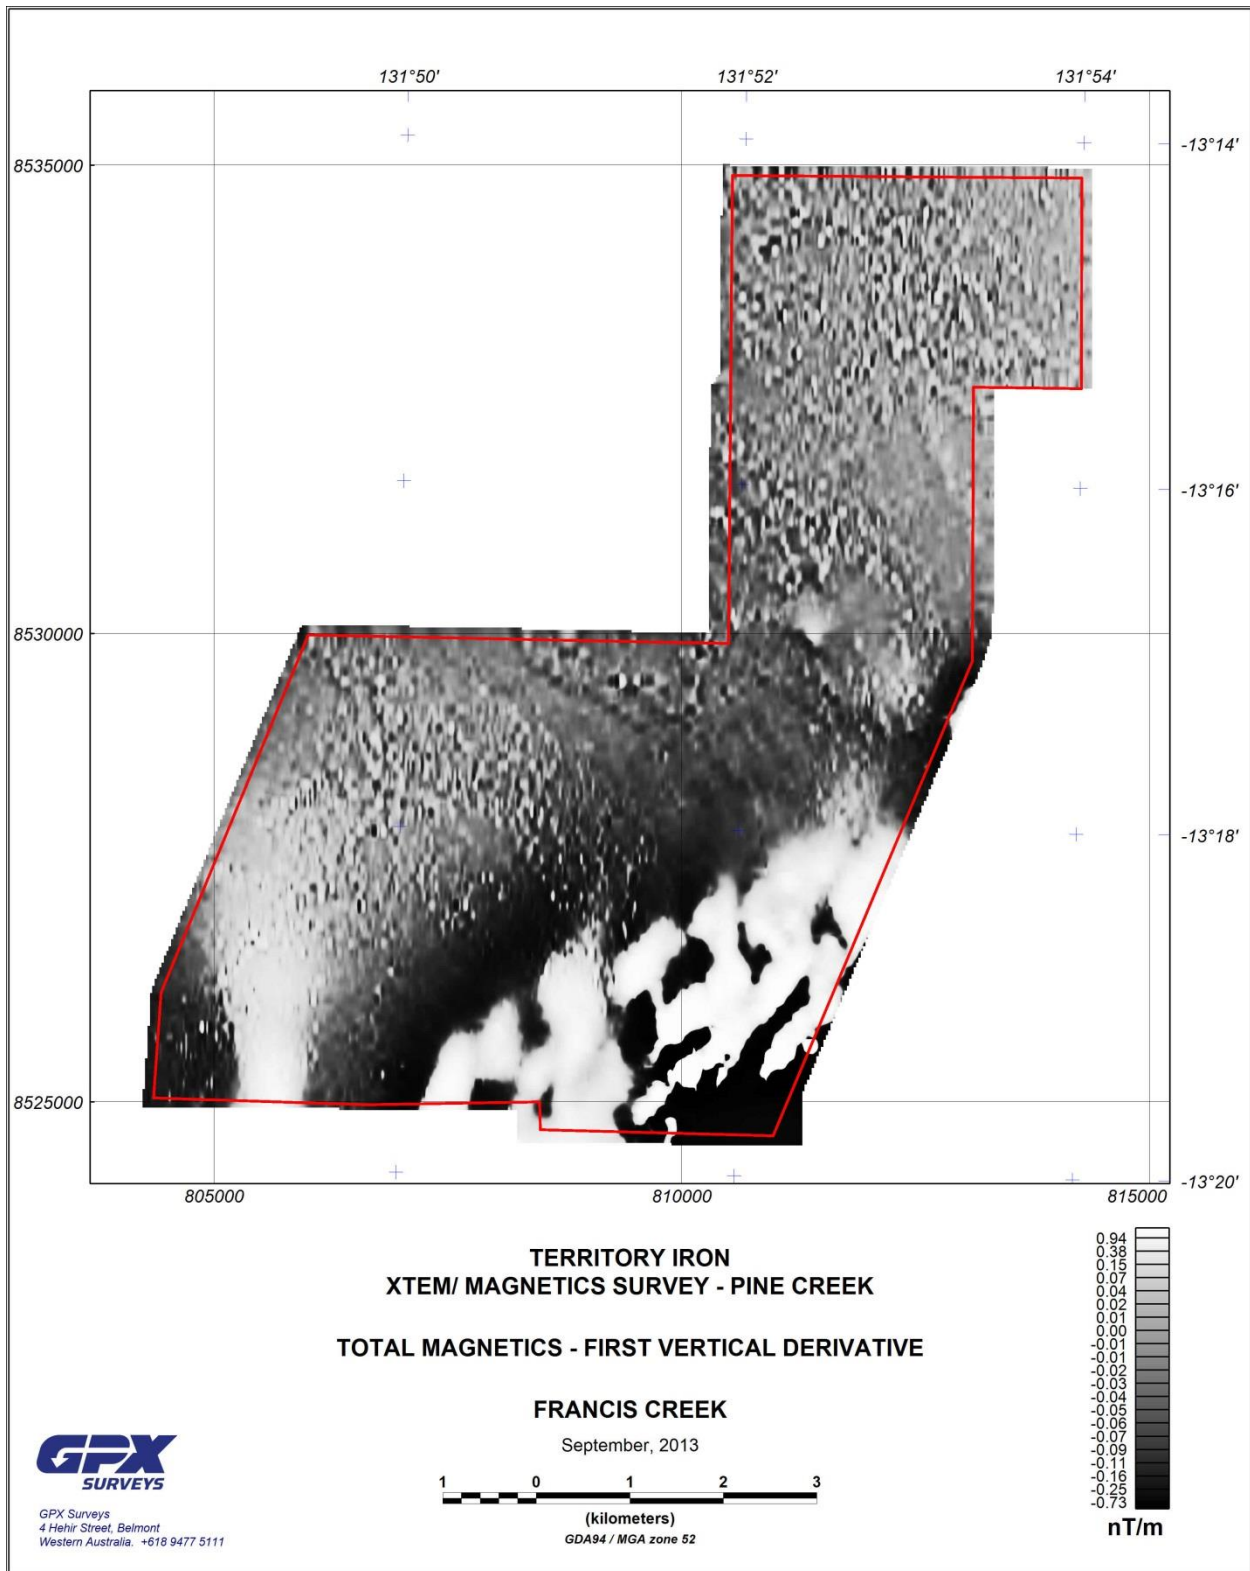 131°50' 131°52' 131°54'
-13°14'
8535000
-13°16'
8530000
-13°18'
8525000
-13°20'
805000 810000 815000
TERRITORY IRON
XTEM/ MAGNETICS SURVEY - PINE CREEK
TOTAL MAGNETICS - FIRST VERTICAL DERIVATIVE
FRANCIS CREEK
September, 2013
1 0 1 2 3
(kilometers)
GDA94 / MGA zone 52
0.94
0.38
0.15
0.07
0.04
0.02
0.01
0.00
-0.01
-0.01
-0.02
-0.03
-0.04
-0.05
-0.06
-0.07
-0.09
-0.11
-0.16
-0.25
-0.73
nT/m
GPX
SURVEYS
GPX Surveys
4 Hehir Street, Belmont
Western Australia. +618 9477 5111